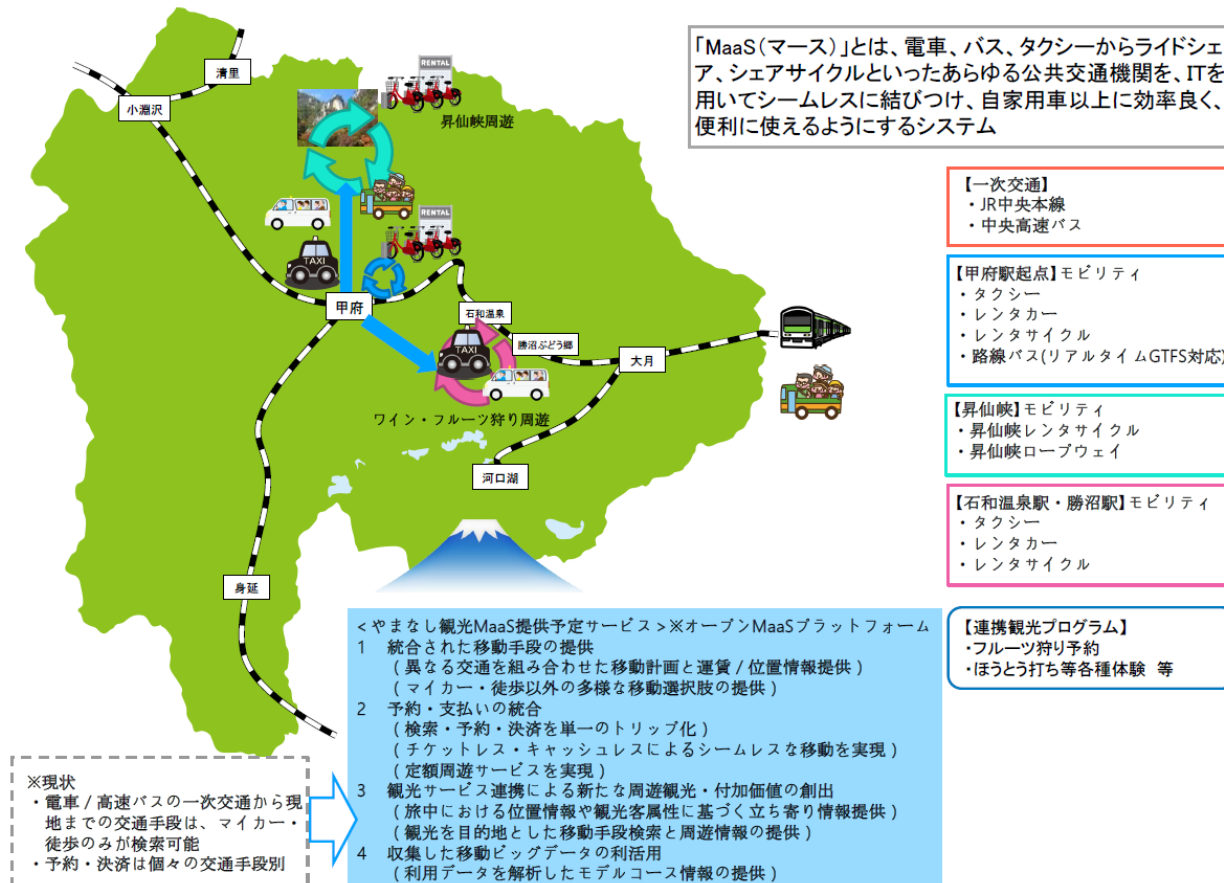 「MaaS（マース）」とは、電車、バス、タクシーからライドシェ
ア、シェアサイクルといったあらゆる公共交通機関を、ITを
用いてシームレスに結びつけ、自家用車以上に効率良く、
便利に使えるようにするシステム
清里
小淵沢
RENTAL
昇仙峡周遊
RENTAL
TAXI
甲府
石和温泉
TAXI
勝沼ぶどう郷
大月
ワイン・フルーツ狩り周遊
河口湖
身延
【一次交通】
・JR中央本線
・中央高速バス
【甲府駅起点】モビリティ
・タクシー
・レンタカー
・レンタサイクル
・路線バス(リアルタイムGTFS対応)
【昇仙峡】モビリティ
・昇仙峡レンタサイクル
・昇仙峡ロープウェイ
【石和温泉駅・勝沼駅】モビリティ
・タクシー
・レンタカー
・レンタサイクル
【連携観光プログラム】
・フルーツ狩り予約
・ほうとう打ち等各種体験 等
※現状
・電車／高速バスの一次交通から現
地までの交通手段は、マイカー・
徒歩のみが検索可能
・予約・決済は個々の交通手段別
＜やまなし観光MaaS提供予定サービス＞※オープンMaaSプラットフォーム
1 統合された移動手段の提供
（異なる交通を組み合わせた移動計画と運賃／位置情報提供）
（マイカー・徒歩以外の多様な移動選択肢の提供）
2 予約・支払いの統合
（検索・予約・決済を単一のトリップ化）
（チケットレス・キャッシュレスによるシームレスな移動を実現）
（定額周遊サービスを実現）
3 観光サービス連携による新たな周遊観光・付加価値の創出
（旅中における位置情報や観光客属性に基づく立ち寄り情報提供）
（観光を目的地とした移動手段検索と周遊情報の提供）
4 収集した移動ビッグデータの利活用
（利用データを解析したモデルコース情報の提供）